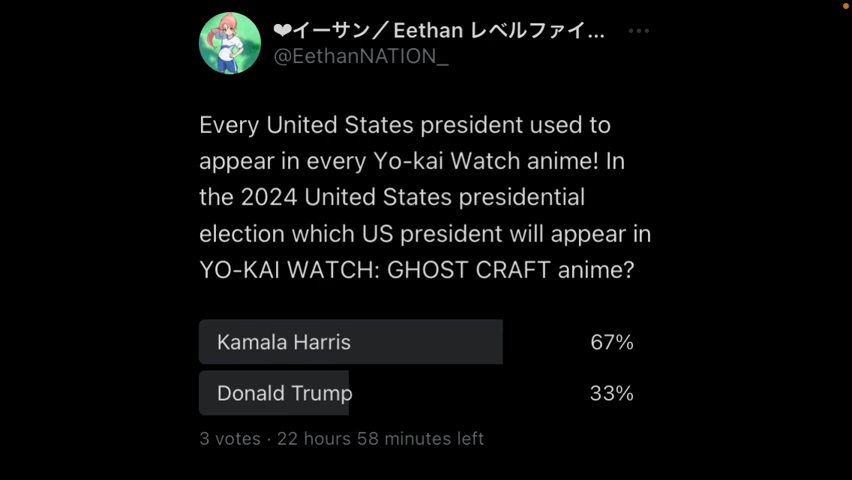 ❤イーサン／Eethan レベルファイ...
@EethanNATION_
Every United States president used to
appear in every Yo-kai Watch anime! In
the 2024 United States presidential
election which US president will appear in
YO-KAI WATCH: GHOST CRAFT anime?
Kamala Harris 67%
Donald Trump 33%
3 votes · 22 hours 58 minutes left